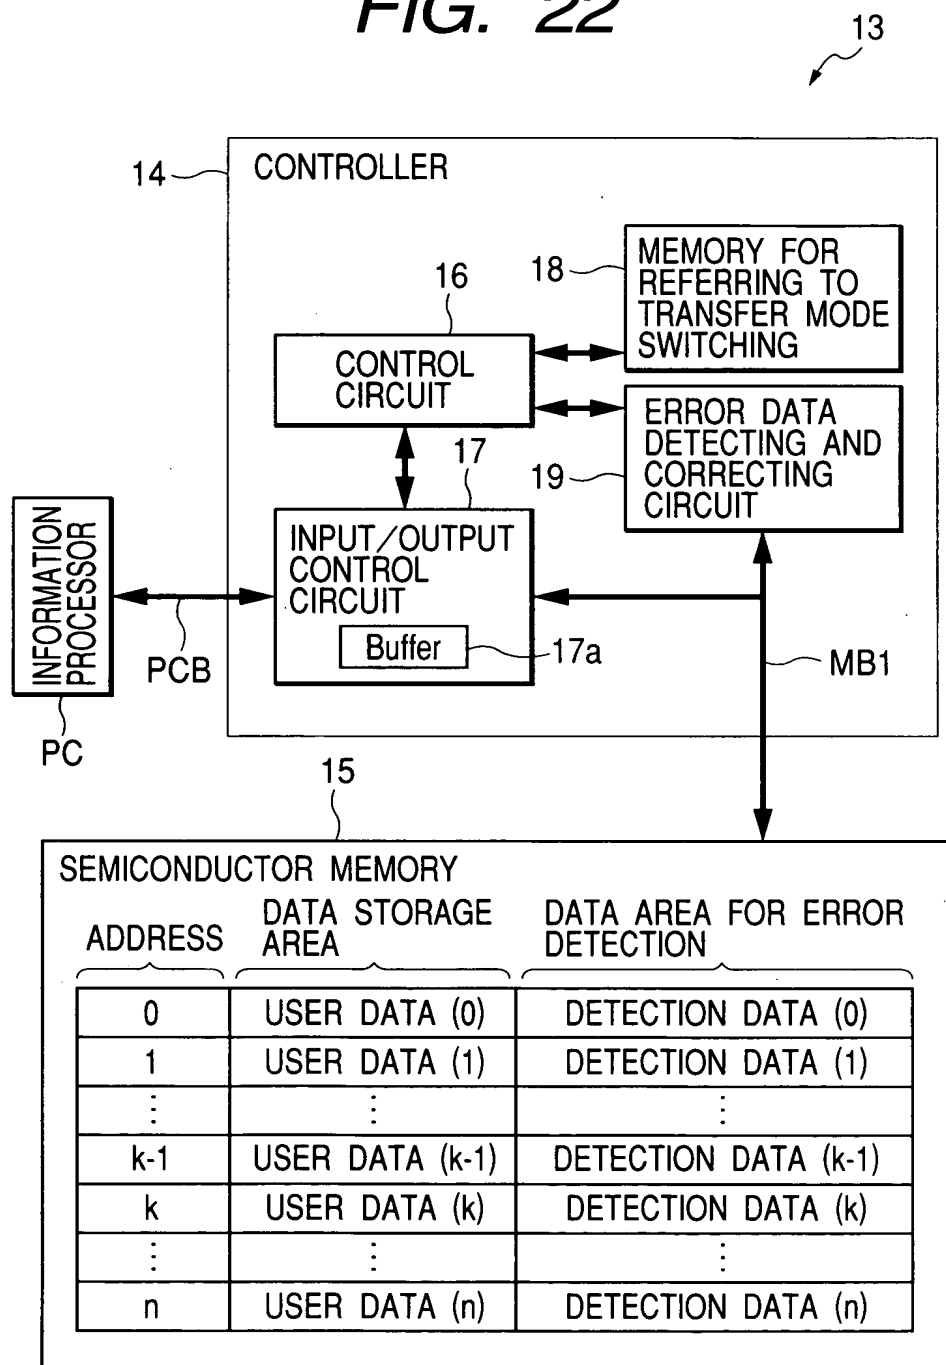 FIG. 22
13
14
CONTROLLER
18
MEMORY FOR
REFERRING TO
TRANSFER MODE
SWITCHING
16
CONTROL
CIRCUIT
19
ERROR DATA
DETECTING AND
CORRECTING
CIRCUIT
17
INPUT/OUTPUT
CONTROL
CIRCUIT
Buffer
17a
INFORMATION
PROCESSOR
PCB
MB1
PC
15
SEMICONDUCTOR MEMORY
ADDRESS
DATA STORAGE
AREA
DATA AREA FOR ERROR
DETECTION
0 USER DATA (0) DETECTION DATA (0)
1 USER DATA (1) DETECTION DATA (1)
⋮ ⋮ ⋮
k-1 USER DATA (k-1) DETECTION DATA (k-1)
k USER DATA (k) DETECTION DATA (k)
⋮ ⋮ ⋮
n USER DATA (n) DETECTION DATA (n)